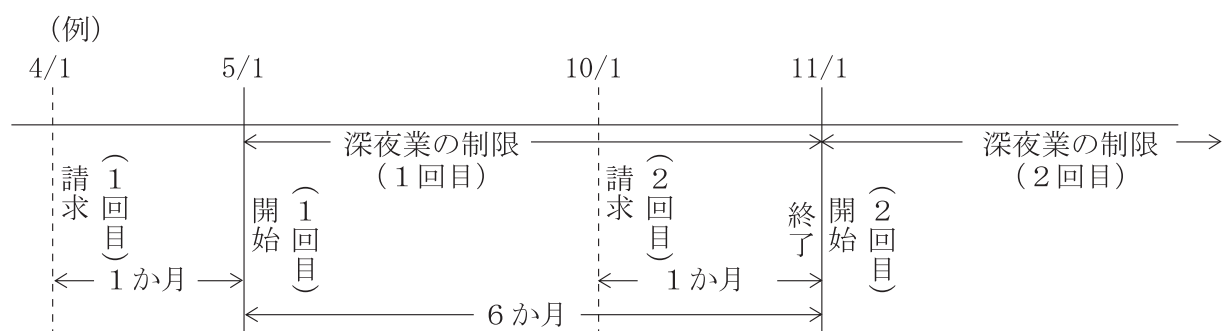 (例)
4/1
5/1
10/1
11/1
深夜業の制限
(1回目)
深夜業の制限
(2回目)
請求
(1回目)
開始
(1回目)
請求
(2回目)
終了
開始
(2回目)
1か月
1か月
6か月